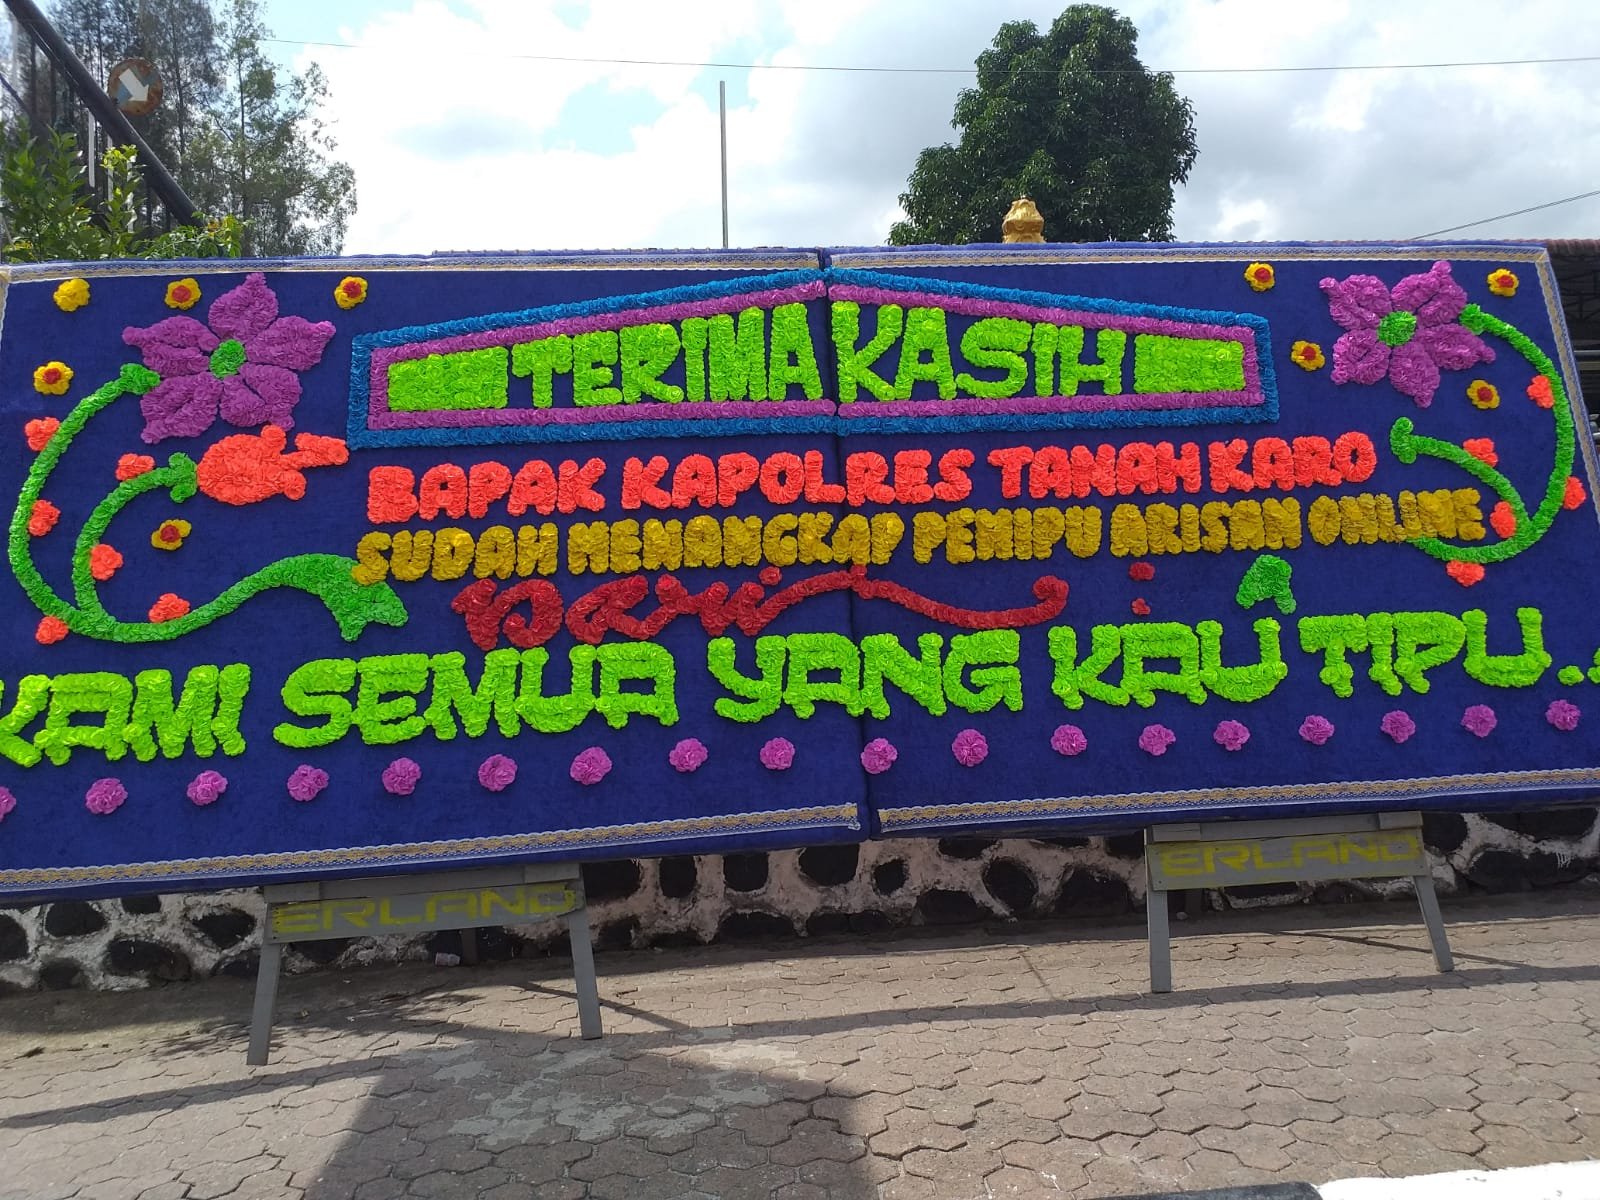 TERIMA KASIH
BAPAK KAPOLRES TANAH KARO
SUDAH MENANGKAP PENIPU ARISAN ONLINE
DARI :
KAMI SEMUA YANG KAU TIPU...
ERLAND
ERLAND